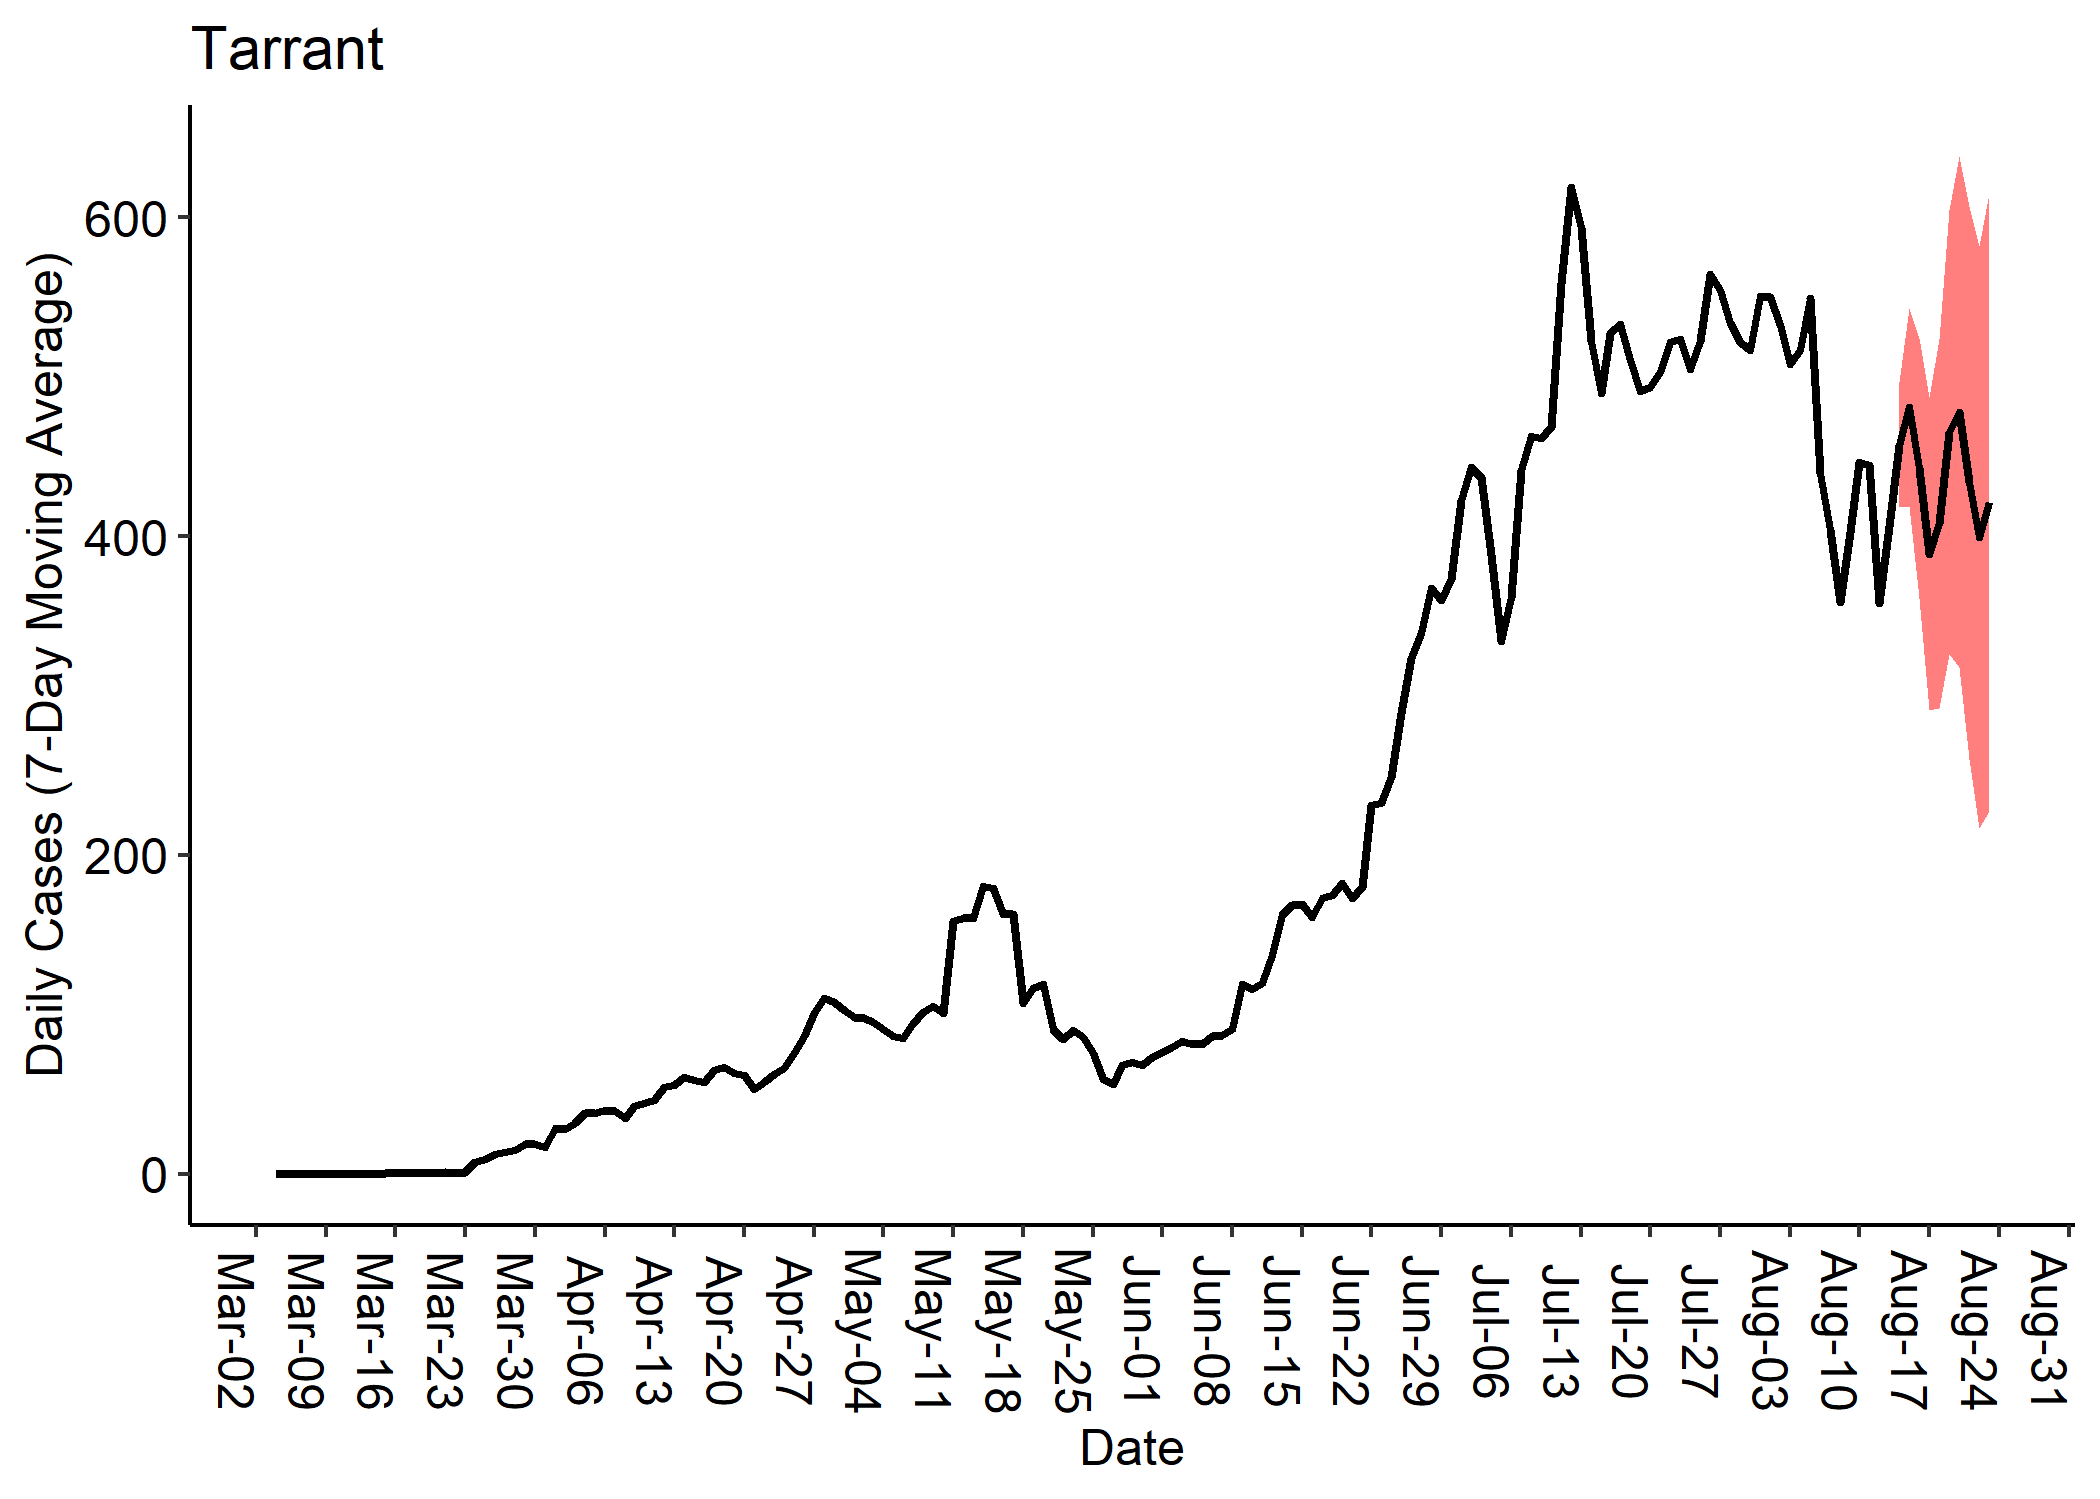 Tarrant
Daily Cases (7-Day Moving Average)
600
400
200
0
Mar-02
Mar-09
Mar-16
Mar-23
Mar-30
Apr-06
Apr-13
Apr-20
Apr-27
May-04
May-11
May-18
May-25
Jun-01
Jun-08
Jun-15
Jun-22
Jun-29
Jul-06
Jul-13
Jul-20
Jul-27
Aug-03
Aug-10
Aug-17
Aug-24
Aug-31
Date